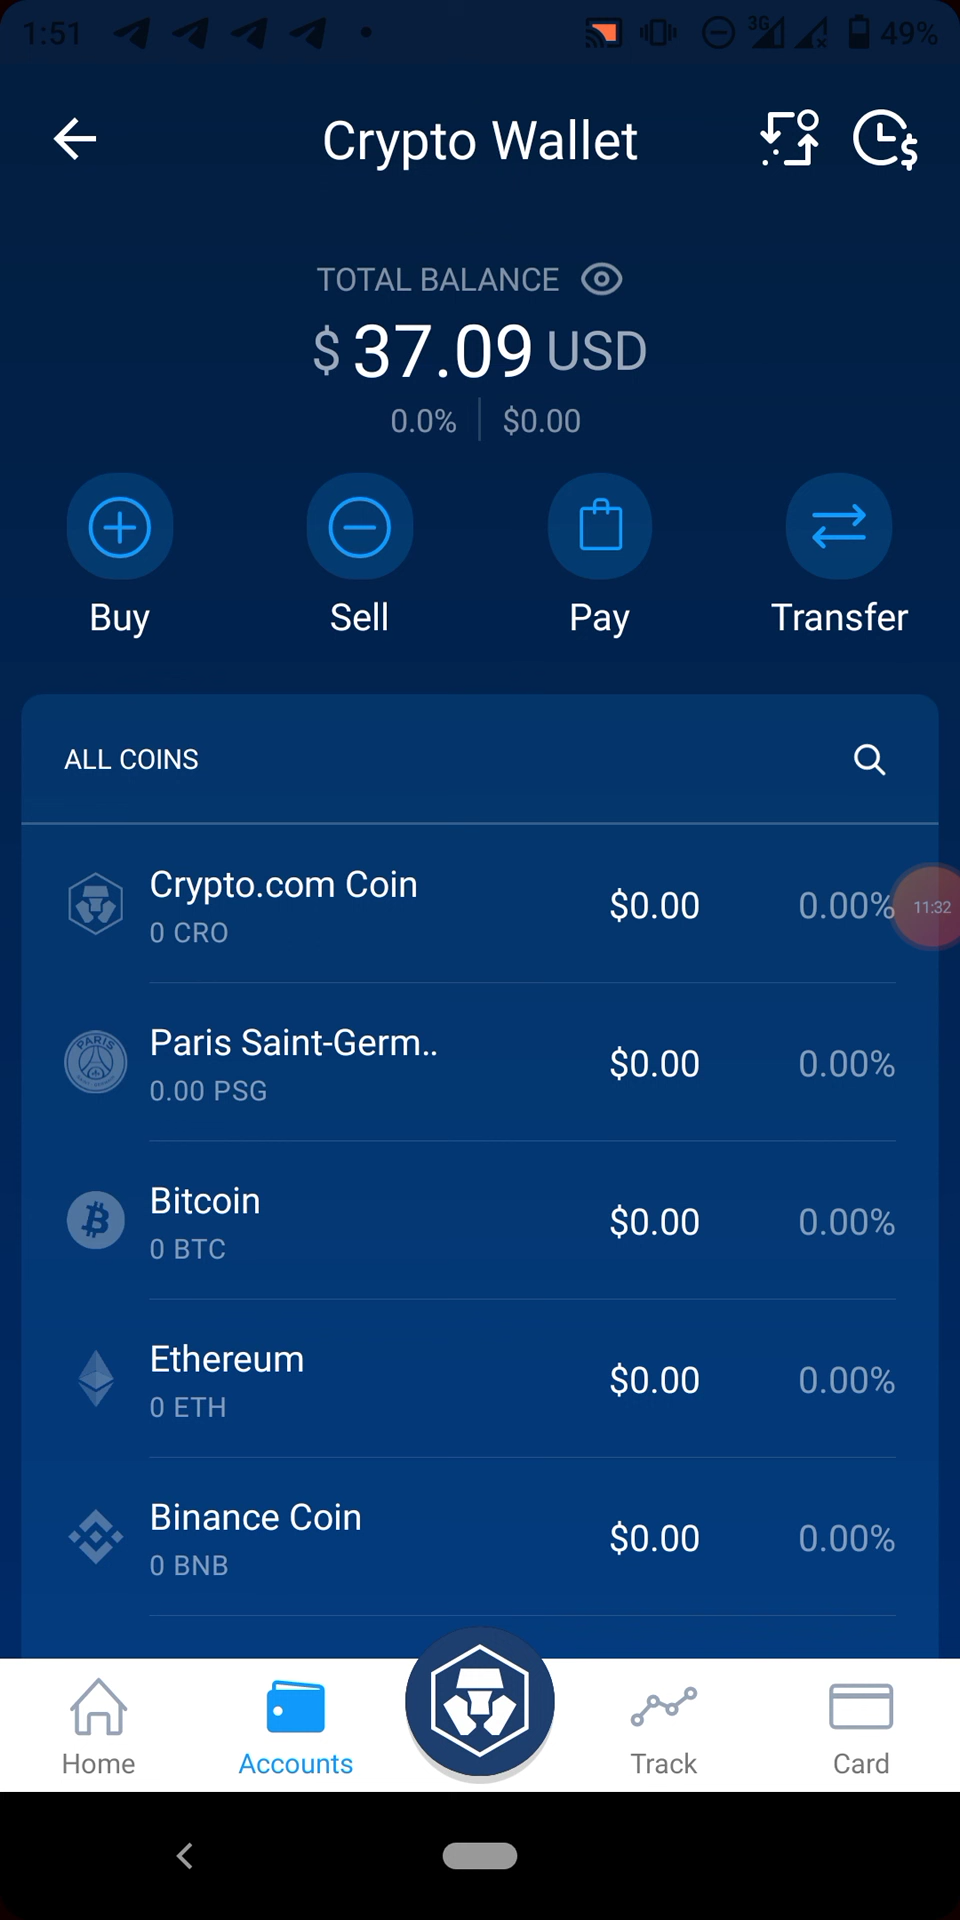 1:51
3G
49%
Crypto Wallet
TOTAL BALANCE
$ 37.09 USD
0.0% $0.00
Buy Sell Pay Transfer
ALL COINS
Crypto.com Coin
0 CRO
$0.00 0.00%
11:32
PARIS
Paris Saint-Germ..
0.00 PSG
$0.00 0.00%
Bitcoin
0 BTC
$0.00 0.00%
Ethereum
0 ETH
$0.00 0.00%
Binance Coin
0 BNB
$0.00 0.00%
Home Accounts Track Card